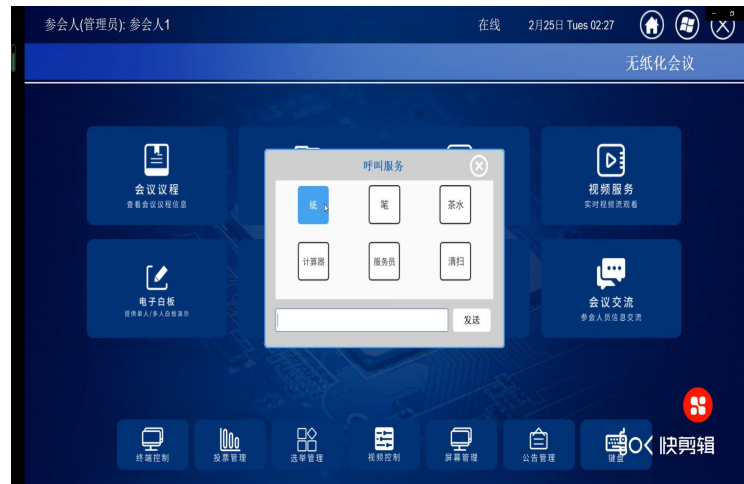 参会人(管理员): 参会人1
在线
2月25日 Tues 02:27
无纸化会议
会议议程
查看会议议程信息
视频服务
实时视频流观看
呼叫服务
纸
笔
茶水
计算器
服务员
清扫
发送
电子白板
提供单人/多人白板演示
会议交流
参会人员信息交流
终端控制
投票管理
选举管理
视频控制
屏幕管理
公告管理
键盘
快剪辑